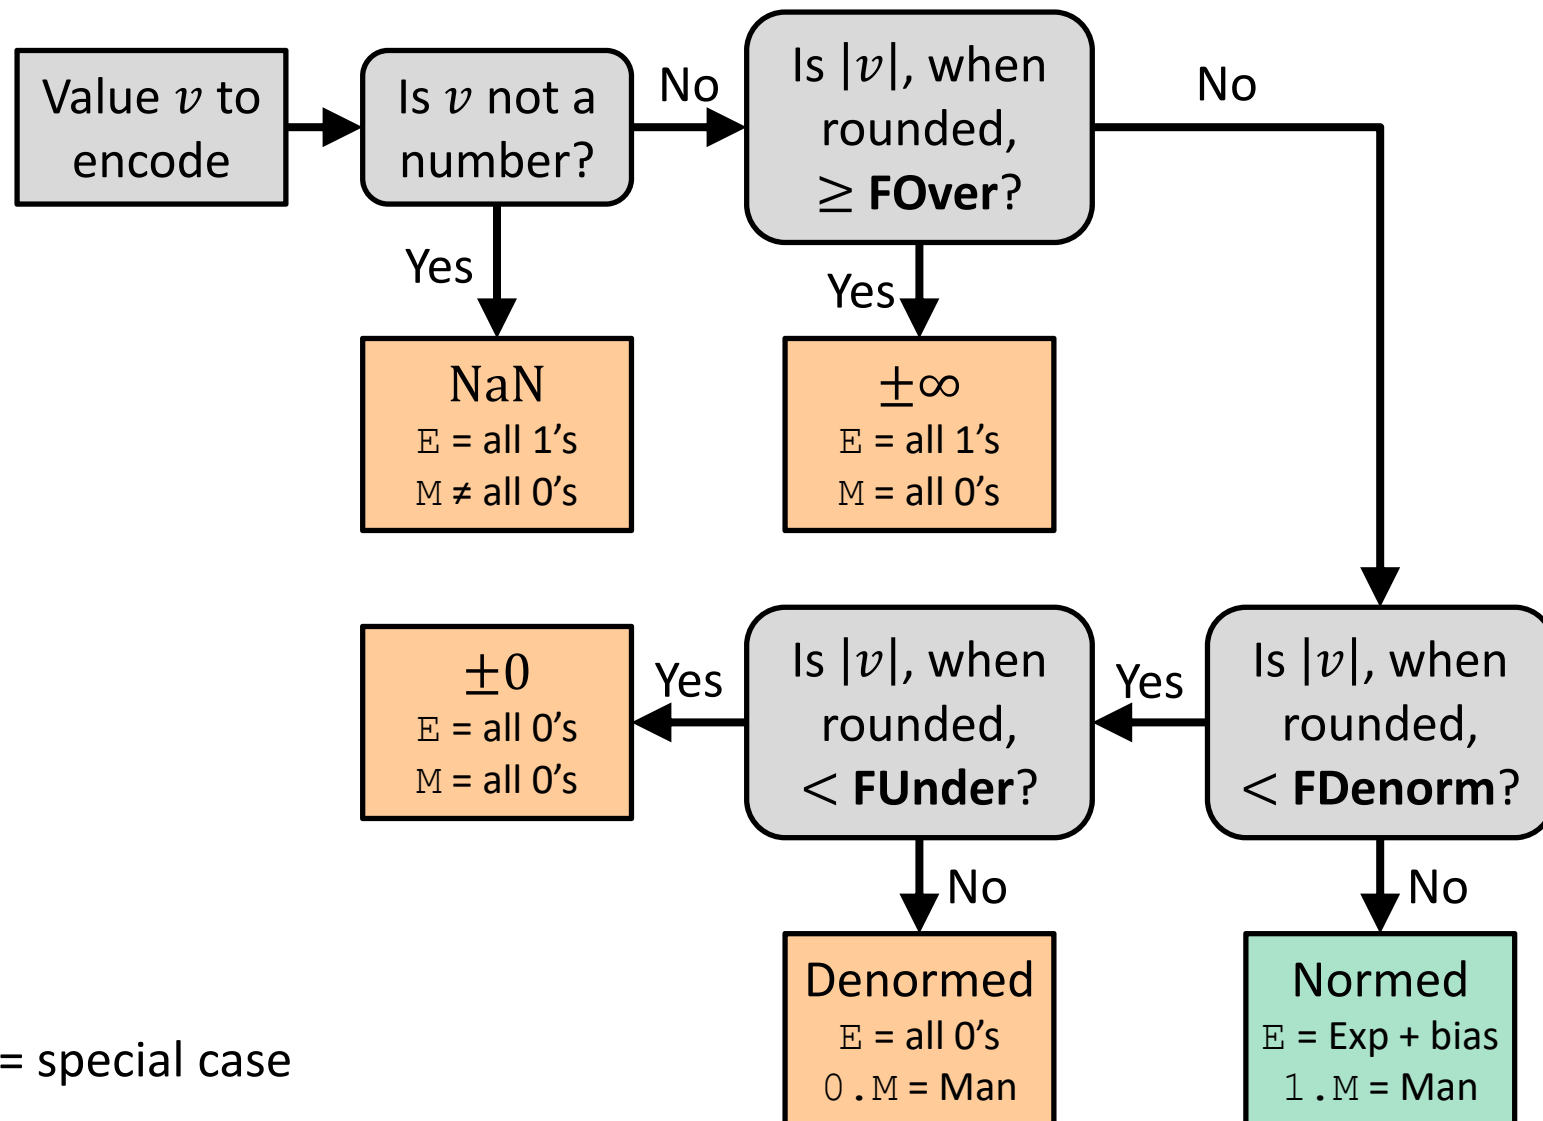 Value v to
encode
Is v not a
number?
No
Is |v|, when
rounded,
≥ FOver?
No
Yes
Yes
NaN
E = all 1's
M ≠ all 0's
±∞
E = all 1's
M = all 0's
±0
E = all 0's
M = all 0's
Yes
Is |v|, when
rounded,
< FUnder?
Yes
Is |v|, when
rounded,
< FDenorm?
No
No
Denormed
E = all 0's
0.M = Man
Normed
E = Exp + bias
1.M = Man
= special case